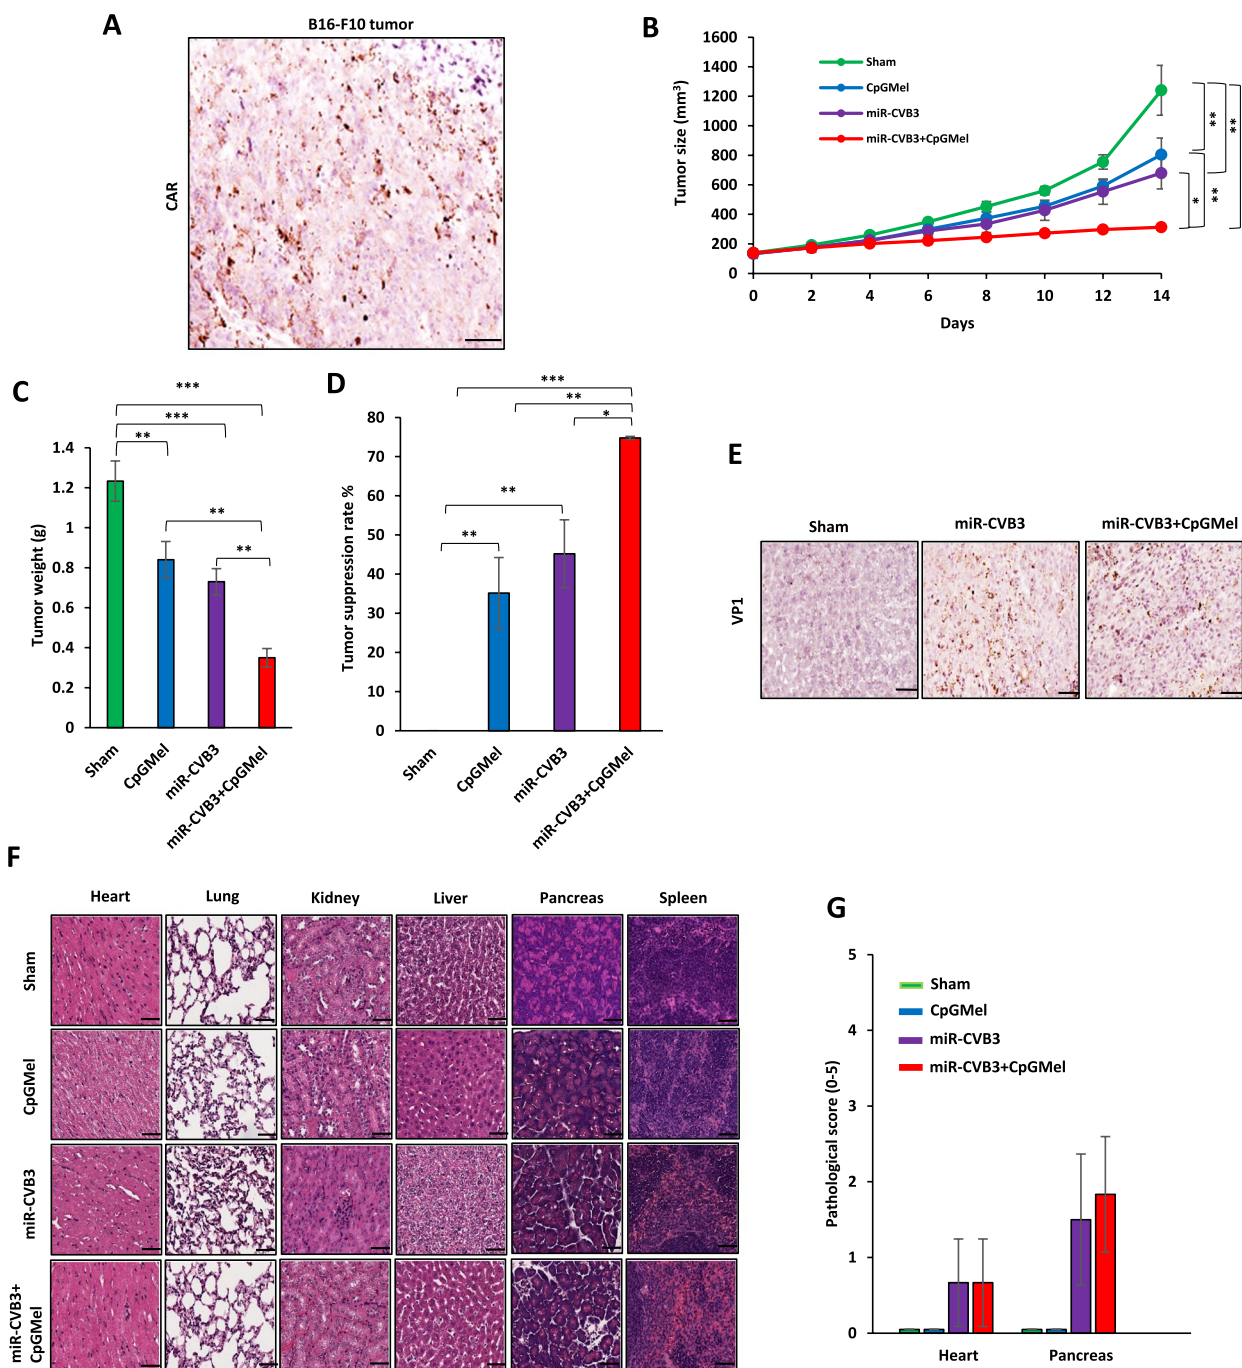 A
B16-F10 tumor
CAR
B
Tumor size (mm³)
1600
1400
1200
1000
800
600
400
200
0
Sham
CpGMel
miR-CVB3
miR-CVB3+CpGMel
**
**
**
*
0 2 4 6 8 10 12 14
Days
C
***
***
**
**
**
Tumor weight (g)
1.4
1.2
1
0.8
0.6
0.4
0.2
0
Sham
CpGMel
miR-CVB3
miR-CVB3+CpGMel
D
***
**
*
**
**
Tumor suppression rate %
80
70
60
50
40
30
20
10
0
Sham
CpGMel
miR-CVB3
miR-CVB3+CpGMel
E
Sham miR-CVB3 miR-CVB3+CpGMel
VP1
F
Heart Lung Kidney Liver Pancreas Spleen
Sham
CpGMel
miR-CVB3
miR-CVB3+
CpGMel
G
Pathological score (0-5)
5
4
3
2
1
0
Sham
CpGMel
miR-CVB3
miR-CVB3+CpGMel
Heart Pancreas